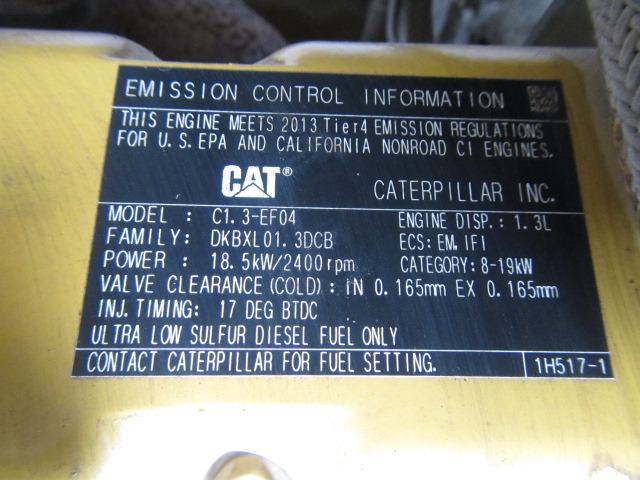 EMISSION CONTROL INFORMATION
THIS ENGINE MEETS 2013 Tier4 EMISSION REGULATIONS
FOR U.S. EPA AND CALIFORNIA NONROAD CI ENGINES.
CAT® CATERPILLAR INC.
MODEL : C1.3-EF04 ENGINE DISP.: 1.3L
FAMILY: DKBXL01.3DCB ECS: EM, IFI
POWER : 18.5kW/2400rpm CATEGORY: 8-19kW
VALVE CLEARANCE (COLD): IN 0.165mm EX 0.165mm
INJ. TIMING: 17 DEG BTDC
ULTRA LOW SULFUR DIESEL FUEL ONLY
CONTACT CATERPILLAR FOR FUEL SETTING. 1H517-1